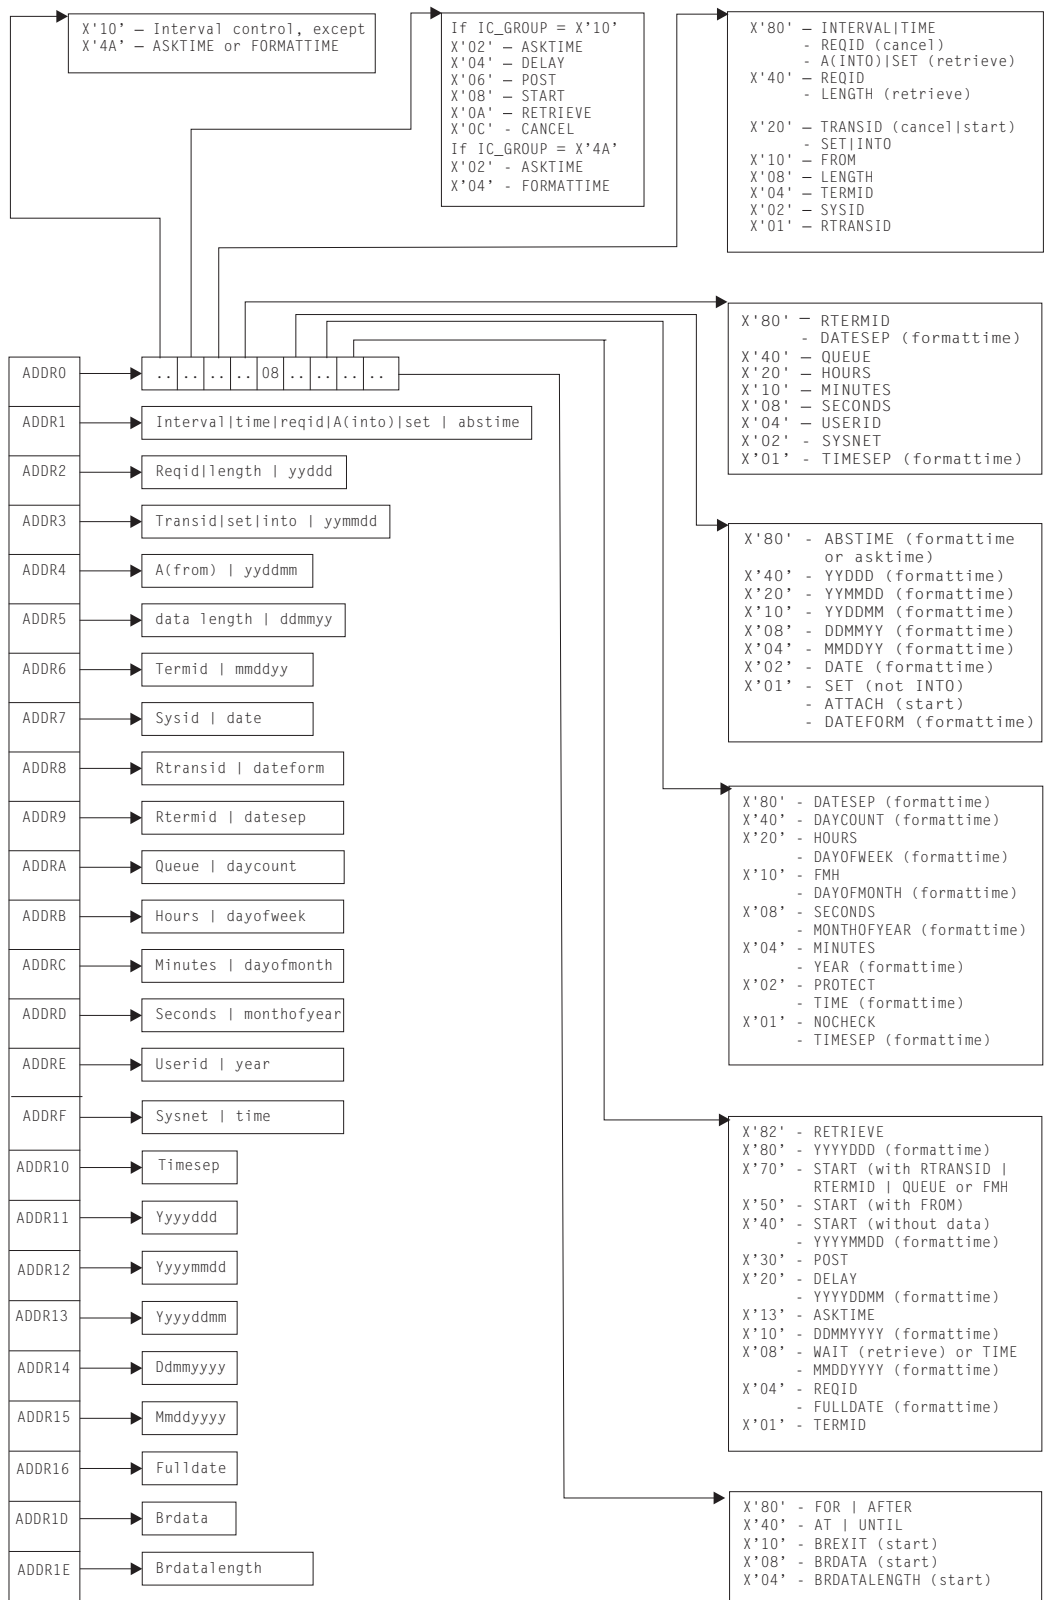 X'10' – Interval control, except
X'4A' – ASKTIME or FORMATTIME
If IC_GROUP = X'10'
X'02' – ASKTIME
X'04' – DELAY
X'06' – POST
X'08' – START
X'0A' – RETRIEVE
X'0C' - CANCEL
If IC_GROUP = X'4A'
X'02' - ASKTIME
X'04' - FORMATTIME
X'80' – INTERVAL|TIME
- REQID (cancel)
- A(INTO)|SET (retrieve)
X'40' – REQID
- LENGTH (retrieve)
X'20' – TRANSID (cancel|start)
- SET|INTO
X'10' – FROM
X'08' – LENGTH
X'04' – TERMID
X'02' – SYSID
X'01' – RTRANSID
X'80' – RTERMID
- DATESEP (formattime)
X'40' – QUEUE
X'20' – HOURS
X'10' – MINUTES
X'08' – SECONDS
X'04' – USERID
X'02' - SYSNET
X'01' - TIMESEP (formattime)
ADDR0 .. .. .. .. 08 .. .. .. ..
ADDR1 Interval|time|reqid|A(into)|set | abstime
ADDR2 Reqid|length | yyddd
ADDR3 Transid|set|into | yymmdd
ADDR4 A(from) | yyddmm
ADDR5 data length | ddmmyy
ADDR6 Termid | mmddyy
ADDR7 Sysid | date
ADDR8 Rtransid | dateform
ADDR9 Rtermid | datesep
ADDRA Queue | daycount
ADDRB Hours | dayofweek
ADDRC Minutes | dayofmonth
ADDRD Seconds | monthofyear
ADDRE Userid | year
ADDRF Sysnet | time
ADDR10 Timesep
ADDR11 Yyyyddd
ADDR12 Yyyymmdd
ADDR13 Yyyyddmm
ADDR14 Ddmmyyyy
ADDR15 Mmddyyyy
ADDR16 Fulldate
ADDR1D Brdata
ADDR1E Brdatalength
X'80' - ABSTIME (formattime
or asktime)
X'40' - YYDDD (formattime)
X'20' - YYMMDD (formattime)
X'10' - YYDDMM (formattime)
X'08' - DDMMYY (formattime)
X'04' - MMDDYY (formattime)
X'02' - DATE (formattime)
X'01' - SET (not INTO)
- ATTACH (start)
- DATEFORM (formattime)
X'80' - DATESEP (formattime)
X'40' - DAYCOUNT (formattime)
X'20' - HOURS
- DAYOFWEEK (formattime)
X'10' - FMH
- DAYOFMONTH (formattime)
X'08' - SECONDS
- MONTHOFYEAR (formattime)
X'04' - MINUTES
- YEAR (formattime)
X'02' - PROTECT
- TIME (formattime)
X'01' - NOCHECK
- TIMESEP (formattime)
X'82' - RETRIEVE
X'80' - YYYYDDD (formattime)
X'70' - START (with RTRANSID |
RTERMID | QUEUE or FMH
X'50' - START (with FROM)
X'40' - START (without data)
- YYYYMMDD (formattime)
X'30' - POST
X'20' - DELAY
- YYYYDDMM (formattime)
X'13' - ASKTIME
X'10' - DDMMYYYY (formattime)
X'08' - WAIT (retrieve) or TIME
- MMDDYYYY (formattime)
X'04' - REQID
- FULLDATE (formattime)
X'01' - TERMID
X'80' - FOR | AFTER
X'40' - AT | UNTIL
X'10' - BREXIT (start)
X'08' - BRDATA (start)
X'04' - BRDATALENGTH (start)